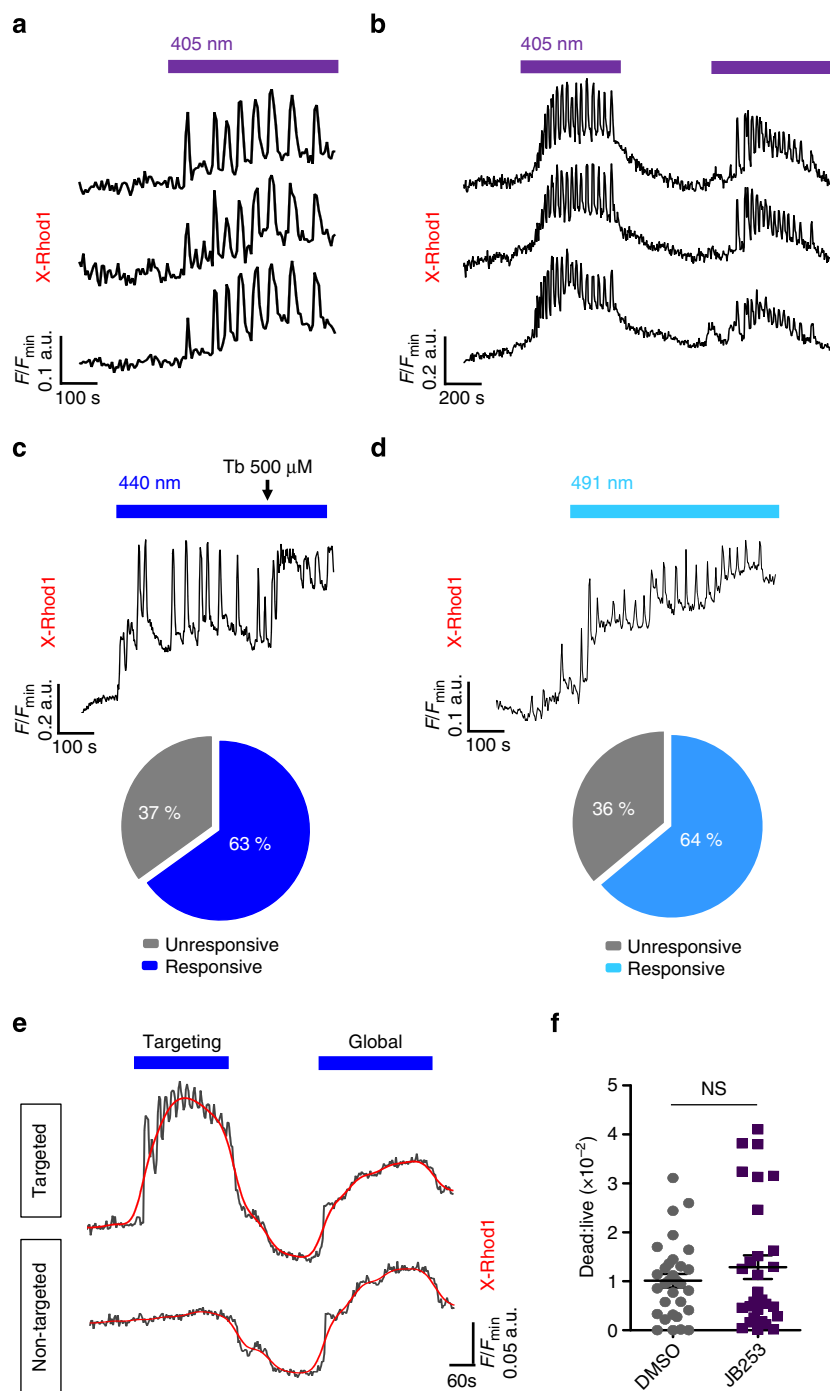 a
405 nm
X-Rhod1
F/Fmin
0.1 a.u.
100 s
b
405 nm
F/Fmin
0.2 a.u.
200 s
c
Tb 500 μM
440 nm
X-Rhod1
F/Fmin
0.2 a.u.
100 s
37 %
63 %
Unresponsive
Responsive
d
491 nm
X-Rhod1
F/Fmin
0.1 a.u.
100 s
36 %
64 %
Unresponsive
Responsive
e
Targeting
Global
Targeted
Non-targeted
X-Rhod1
F/Fmin
0.05 a.u.
60s
f
NS
Dead:live (×10⁻²)
5
4
3
2
1
0
DMSO
JB253